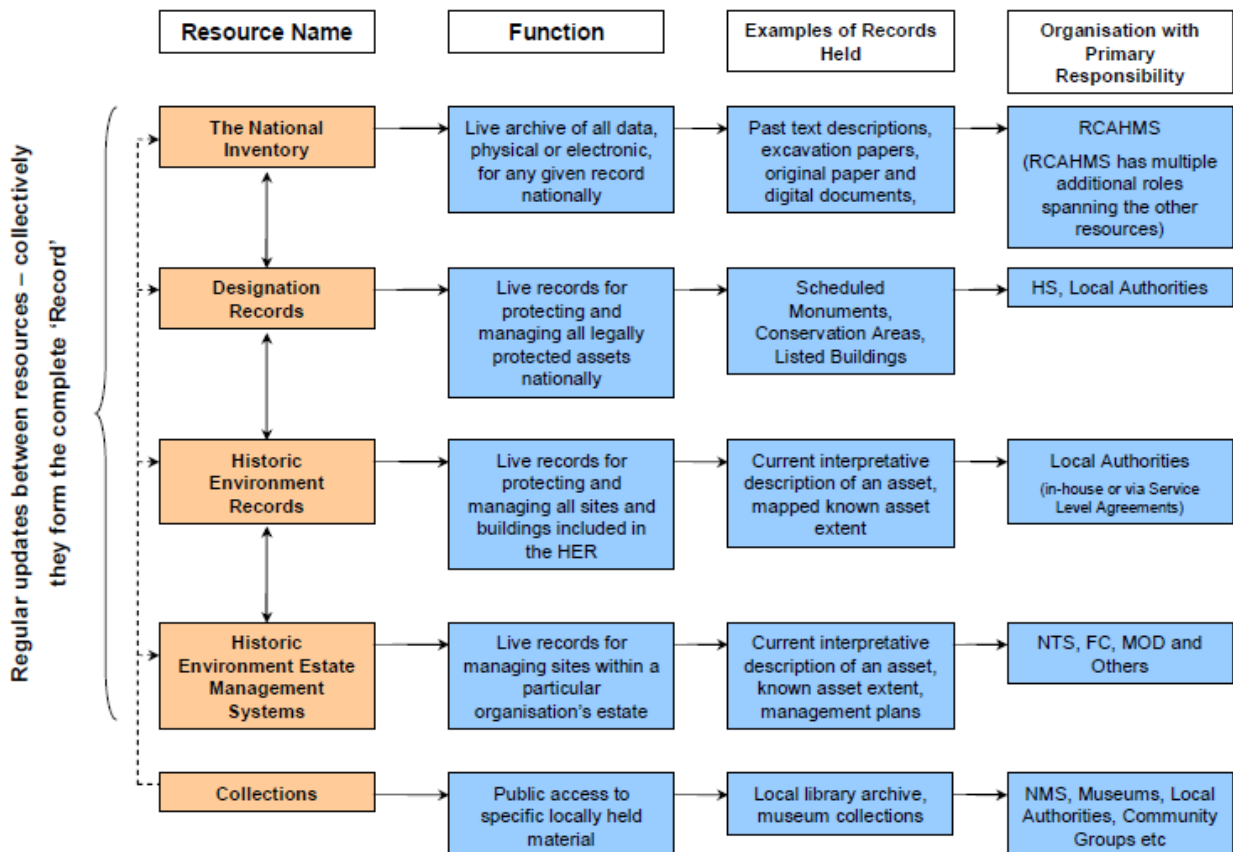 Resource Name
Function
Examples of Records
Held
Organisation with
Primary
Responsibility
Regular updates between resources – collectively
they form the complete ‘Record’
The National
Inventory
Live archive of all data,
physical or electronic,
for any given record
nationally
Past text descriptions,
excavation papers,
original paper and
digital documents,
RCAHMS
(RCAHMS has multiple
additional roles
spanning the other
resources)
Designation
Records
Live records for
protecting and
managing all legally
protected assets
nationally
Scheduled
Monuments,
Conservation Areas,
Listed Buildings
HS, Local Authorities
Historic
Environment
Records
Live records for
protecting and
managing all sites and
buildings included in
the HER
Current interpretative
description of an asset,
mapped known asset
extent
Local Authorities
(in-house or via Service
Level Agreements)
Historic
Environment Estate
Management
Systems
Live records for
managing sites within a
particular
organisation’s estate
Current interpretative
description of an asset,
known asset extent,
management plans
NTS, FC, MOD and
Others
Collections
Public access to
specific locally held
material
Local library archive,
museum collections
NMS, Museums, Local
Authorities, Community
Groups etc